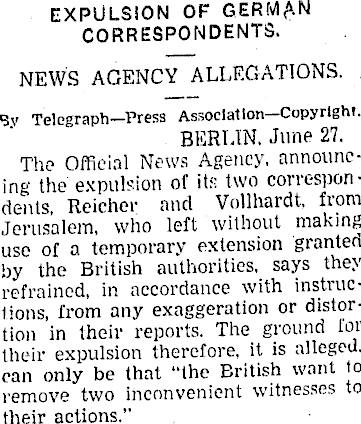 EXPULSION OF GERMAN
CORRESPONDENTS.
NEWS AGENCY ALLEGATIONS.
By Telegraph—Press Association—Copyright.
BERLIN, June 27.
The Official News Agency, announc-
ing the expulsion of its two correspon-
dents, Reicher and Vollhardt, from
Jerusalem, who left without making
use of a temporary extension granted
by the British authorities, says they
refrained, in accordance with instruc-
tions, from any exaggeration or distor-
tion in their reports. The ground for
their expulsion therefore, it is alleged,
can only be that "the British want to
remove two inconvenient witnesses to
their actions."